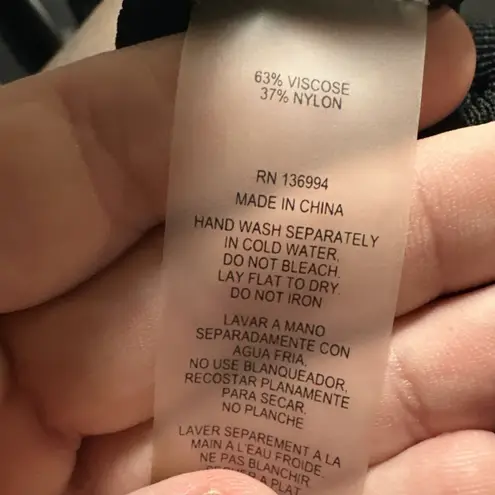 63% VISCOSE
37% NYLON
RN 136994
MADE IN CHINA
HAND WASH SEPARATELY
IN COLD WATER,
DO NOT BLEACH.
LAY FLAT TO DRY.
DO NOT IRON
LAVAR A MANO
SEPARADAMENTE CON
AGUA FRIA,
NO USE BLANQUEADOR,
RECOSTAR PLANAMENTE
PARA SECAR,
NO PLANCHE
LAVER SEPAREMENT A LA
MAIN A L'EAU FROIDE.
NE PAS BLANCHIR
A PLAT